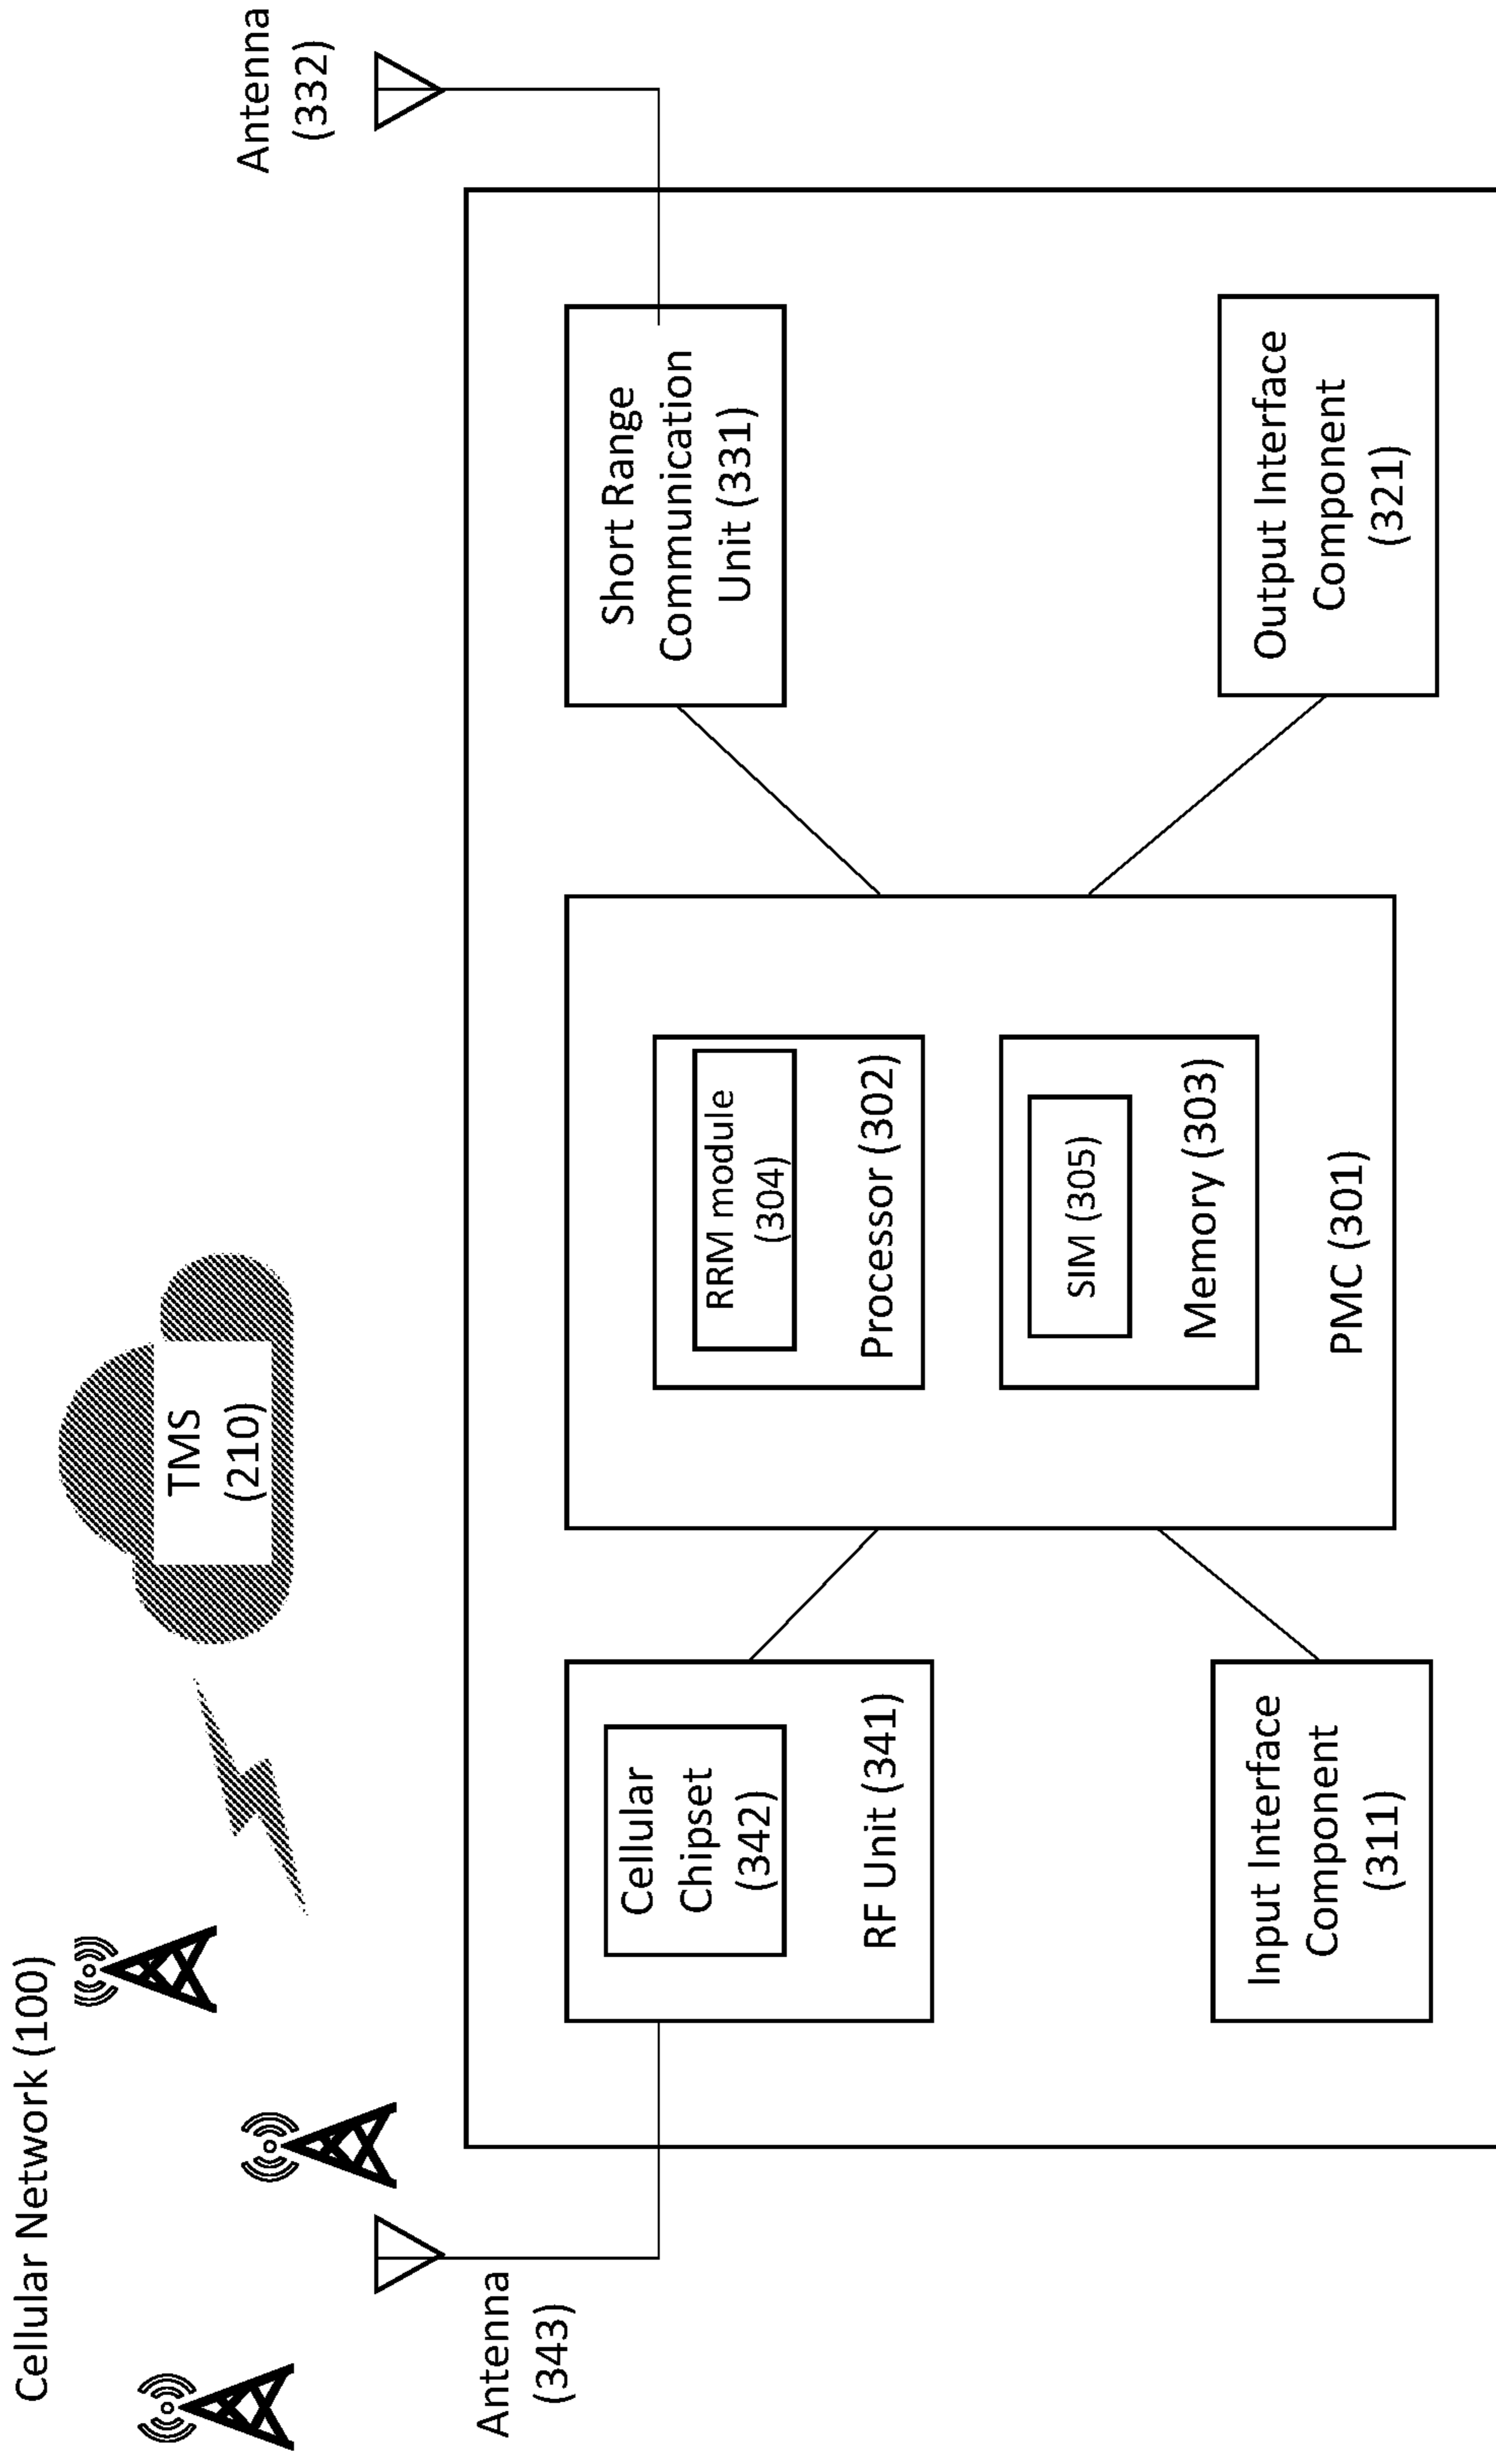 Cellular Network (100)
TMS
(210)
Antenna
(332)
Antenna
(343)
Cellular
Chipset
(342)
RF Unit (341)
RRM module
(304)
Processor (302)
SIM (305)
Memory (303)
PMC (301)
Short Range
Communication
Unit (331)
Input Interface
Component
(311)
Output Interface
Component
(321)